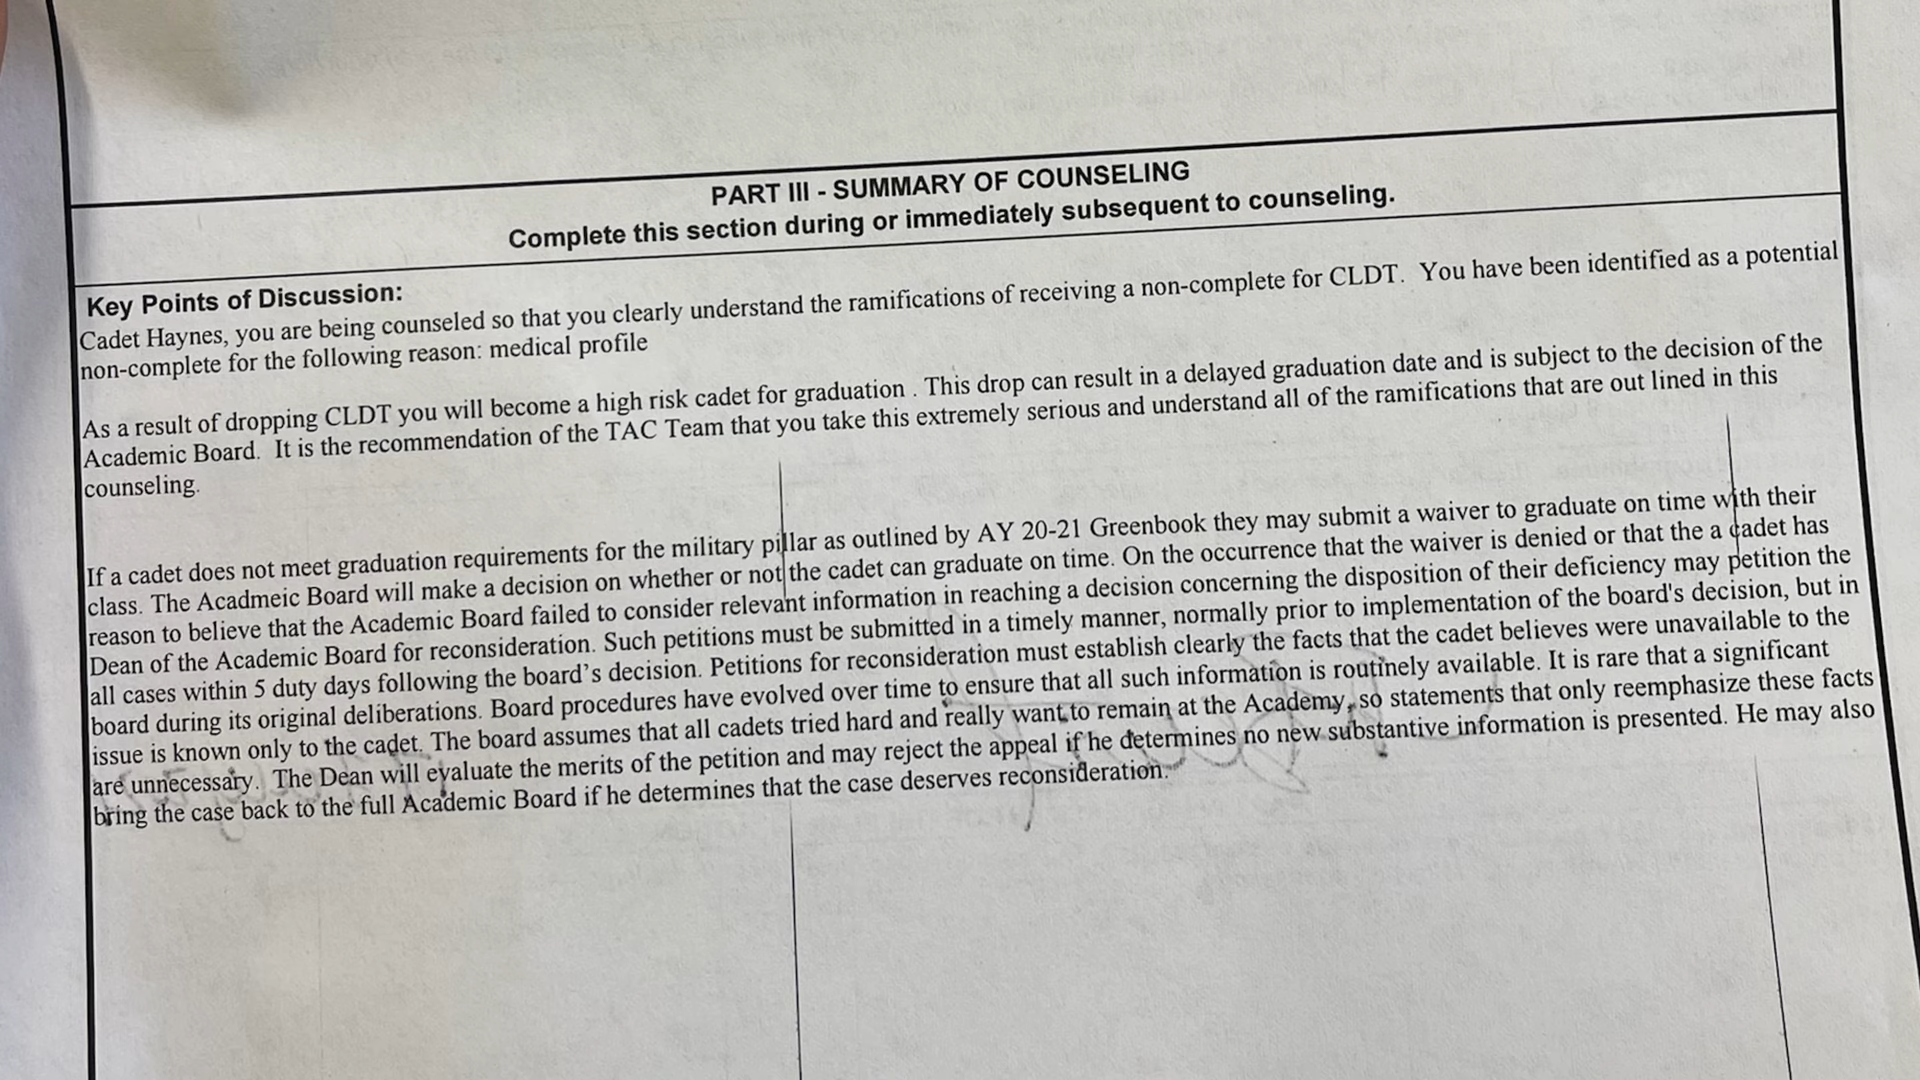 PART III - SUMMARY OF COUNSELING
Complete this section during or immediately subsequent to counseling.
Key Points of Discussion:
Cadet Haynes, you are being counseled so that you clearly understand the ramifications of receiving a non-complete for CLDT. You have been identified as a potential
non-complete for the following reason: medical profile
As a result of dropping CLDT you will become a high risk cadet for graduation . This drop can result in a delayed graduation date and is subject to the decision of the
Academic Board. It is the recommendation of the TAC Team that you take this extremely serious and understand all of the ramifications that are out lined in this
counseling.
If a cadet does not meet graduation requirements for the military pillar as outlined by AY 20-21 Greenbook they may submit a waiver to graduate on time with their
class. The Acadmeic Board will make a decision on whether or not the cadet can graduate on time. On the occurrence that the waiver is denied or that the a cadet has
reason to believe that the Academic Board failed to consider relevant information in reaching a decision concerning the disposition of their deficiency may petition the
Dean of the Academic Board for reconsideration. Such petitions must be submitted in a timely manner, normally prior to implementation of the board's decision, but in
all cases within 5 duty days following the board’s decision. Petitions for reconsideration must establish clearly the facts that the cadet believes were unavailable to the
board during its original deliberations. Board procedures have evolved over time to ensure that all such information is routinely available. It is rare that a significant
issue is known only to the cadet. The board assumes that all cadets tried hard and really want to remain at the Academy, so statements that only reemphasize these facts
are unnecessary. The Dean will evaluate the merits of the petition and may reject the appeal if he determines no new substantive information is presented. He may also
bring the case back to the full Academic Board if he determines that the case deserves reconsideration.